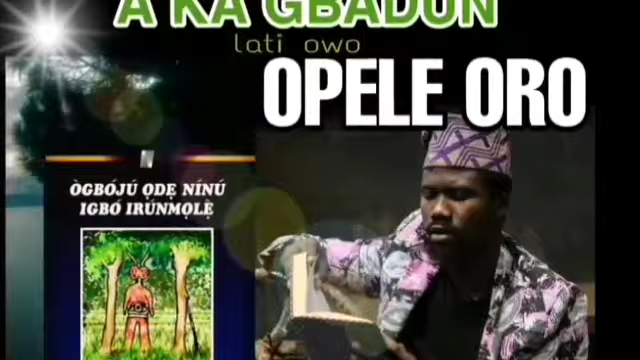 A KA GBADUN
lati owo
OPELE ORO
ÒGBÓJÚ ỌDẸ NÍNÚ
IGBÓ IRÚNMỌLẸ̀